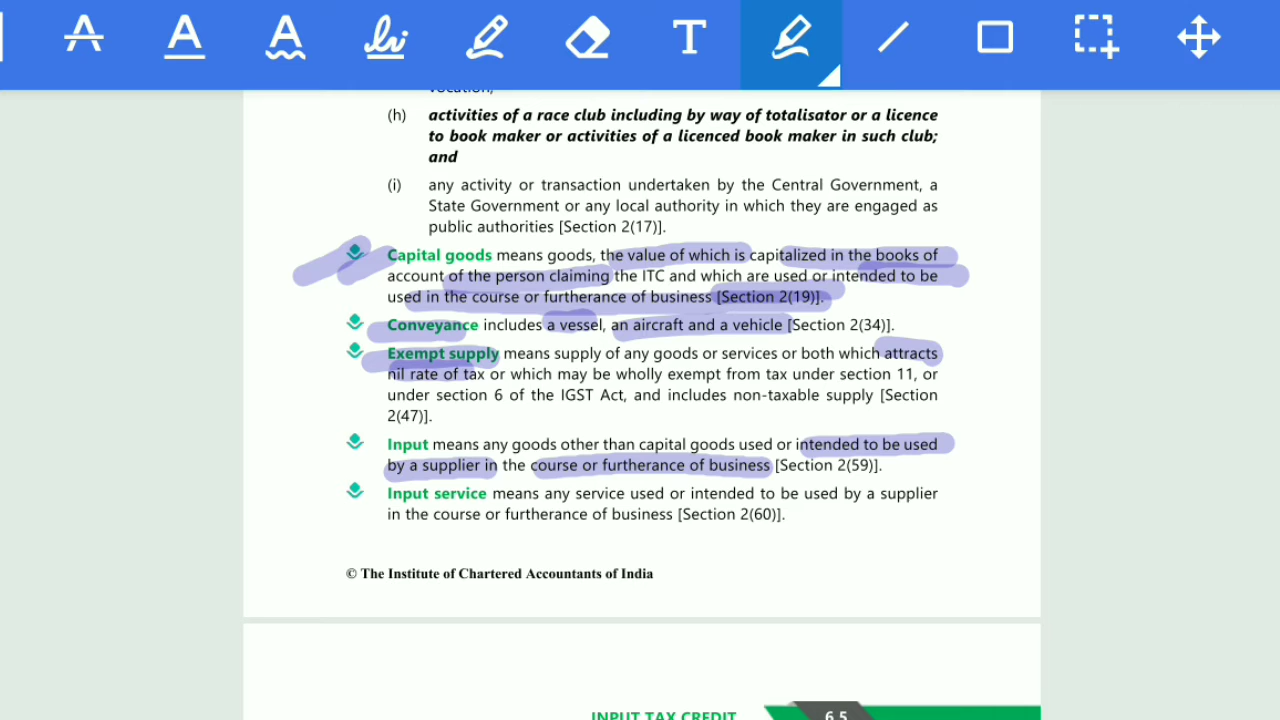 vocation;
(h) activities of a race club including by way of totalisator or a licence
to book maker or activities of a licenced book maker in such club;
and
(i) any activity or transaction undertaken by the Central Government, a
State Government or any local authority in which they are engaged as
public authorities [Section 2(17)].
Capital goods means goods, the value of which is capitalized in the books of
account of the person claiming the ITC and which are used or intended to be
used in the course or furtherance of business [Section 2(19)].
Conveyance includes a vessel, an aircraft and a vehicle [Section 2(34)].
Exempt supply means supply of any goods or services or both which attracts
nil rate of tax or which may be wholly exempt from tax under section 11, or
under section 6 of the IGST Act, and includes non-taxable supply [Section
2(47)].
Input means any goods other than capital goods used or intended to be used
by a supplier in the course or furtherance of business [Section 2(59)].
Input service means any service used or intended to be used by a supplier
in the course or furtherance of business [Section 2(60)].
© The Institute of Chartered Accountants of India
INPUT TAX CREDIT 6.5